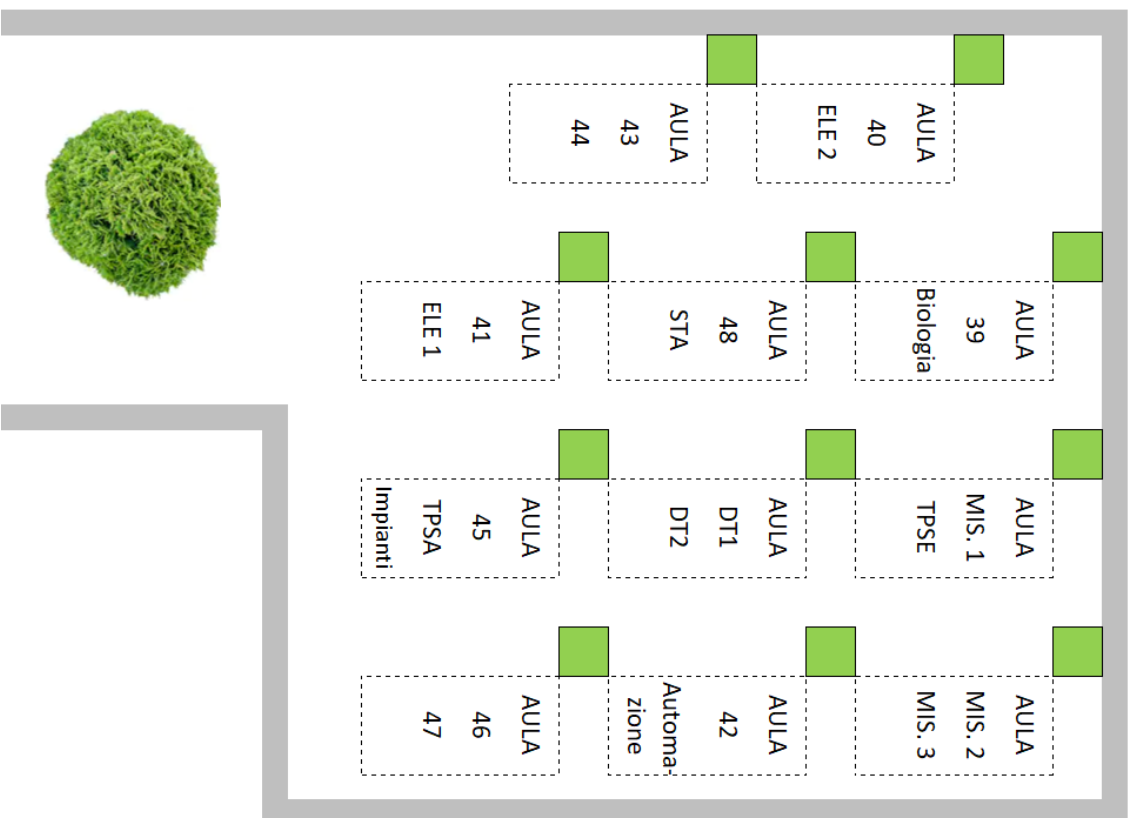 AULA
43
44
AULA
40
ELE 2
AULA
41
ELE 1
AULA
48
STA
AULA
39
Biologia
AULA
45
TPSA
Impianti
AULA
DT1
DT2
AULA
MIS. 1
TPSE
AULA
46
47
AULA
42
Automa-
zione
AULA
MIS. 2
MIS. 3